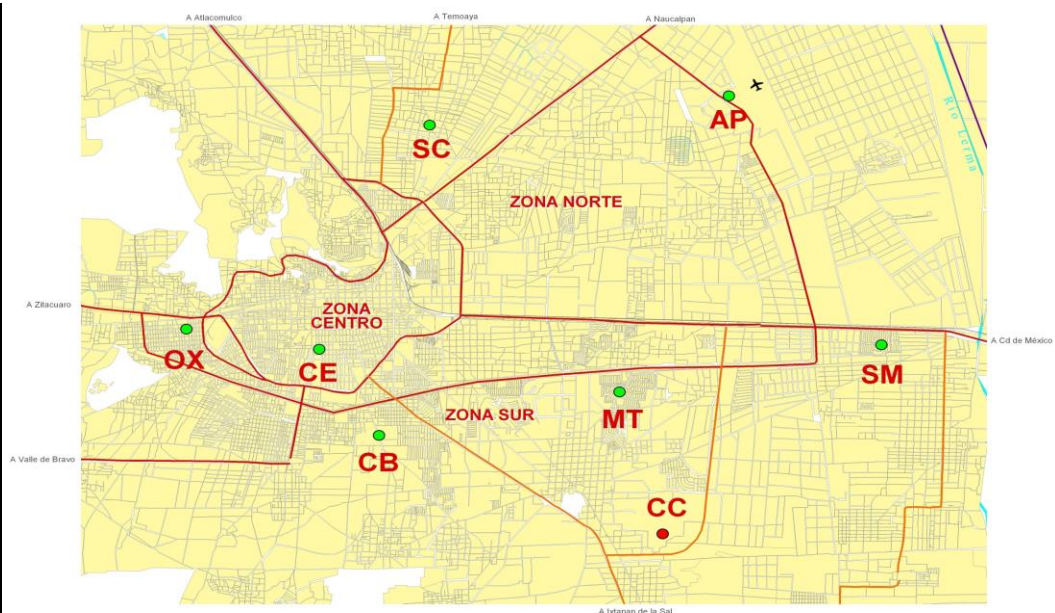 A Atlacomulco
A Temoaya
A Naucalpan
AP
Río Lerma
SC
ZONA NORTE
A Zitacuaro
ZONA
CENTRO
A Cd de México
OX
CE
SM
ZONA SUR
MT
A Valle de Bravo
CB
CC
A Ixtapan de la Sal